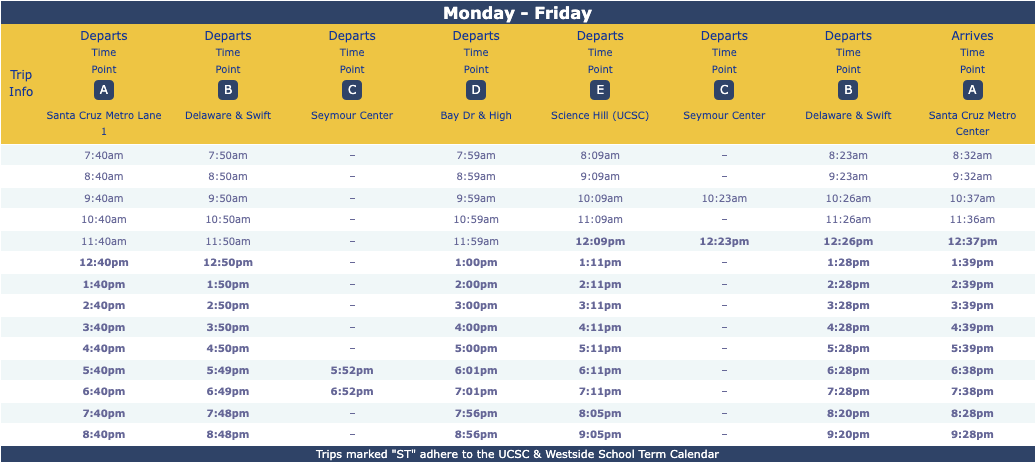 Monday - Friday
Departs Departs Departs Departs Departs Departs Departs Arrives
Time Time Time Time Time Time Time Time
Trip Info
Point Point Point Point Point Point Point Point
A B C D E C B A
Santa Cruz Metro Lane 1 Delaware & Swift Seymour Center Bay Dr & High Science Hill (UCSC) Seymour Center Delaware & Swift Santa Cruz Metro Center
7:40am 7:50am – 7:59am 8:09am – 8:23am 8:32am
8:40am 8:50am – 8:59am 9:09am – 9:23am 9:32am
9:40am 9:50am – 9:59am 10:09am 10:23am 10:26am 10:37am
10:40am 10:50am – 10:59am 11:09am – 11:26am 11:36am
11:40am 11:50am – 11:59am 12:09pm 12:23pm 12:26pm 12:37pm
12:40pm 12:50pm – 1:00pm 1:11pm – 1:28pm 1:39pm
1:40pm 1:50pm – 2:00pm 2:11pm – 2:28pm 2:39pm
2:40pm 2:50pm – 3:00pm 3:11pm – 3:28pm 3:39pm
3:40pm 3:50pm – 4:00pm 4:11pm – 4:28pm 4:39pm
4:40pm 4:50pm – 5:00pm 5:11pm – 5:28pm 5:39pm
5:40pm 5:49pm 5:52pm 6:01pm 6:11pm – 6:28pm 6:38pm
6:40pm 6:49pm 6:52pm 7:01pm 7:11pm – 7:28pm 7:38pm
7:40pm 7:48pm – 7:56pm 8:05pm – 8:20pm 8:28pm
8:40pm 8:48pm – 8:56pm 9:05pm – 9:20pm 9:28pm
Trips marked "ST" adhere to the UCSC & Westside School Term Calendar